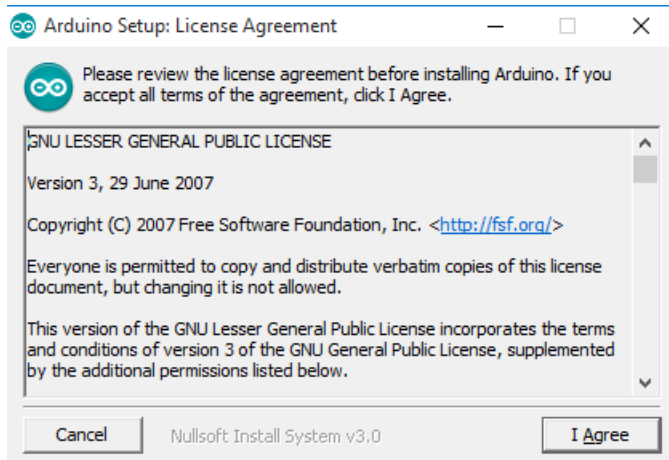 Arduino Setup: License Agreement
Please review the license agreement before installing Arduino. If you
accept all terms of the agreement, click I Agree.
GNU LESSER GENERAL PUBLIC LICENSE
Version 3, 29 June 2007
Copyright (C) 2007 Free Software Foundation, Inc. <http://fsf.org/>
Everyone is permitted to copy and distribute verbatim copies of this license
document, but changing it is not allowed.
This version of the GNU Lesser General Public License incorporates the terms
and conditions of version 3 of the GNU General Public License, supplemented
by the additional permissions listed below.
Cancel
Nullsoft Install System v3.0
I Agree